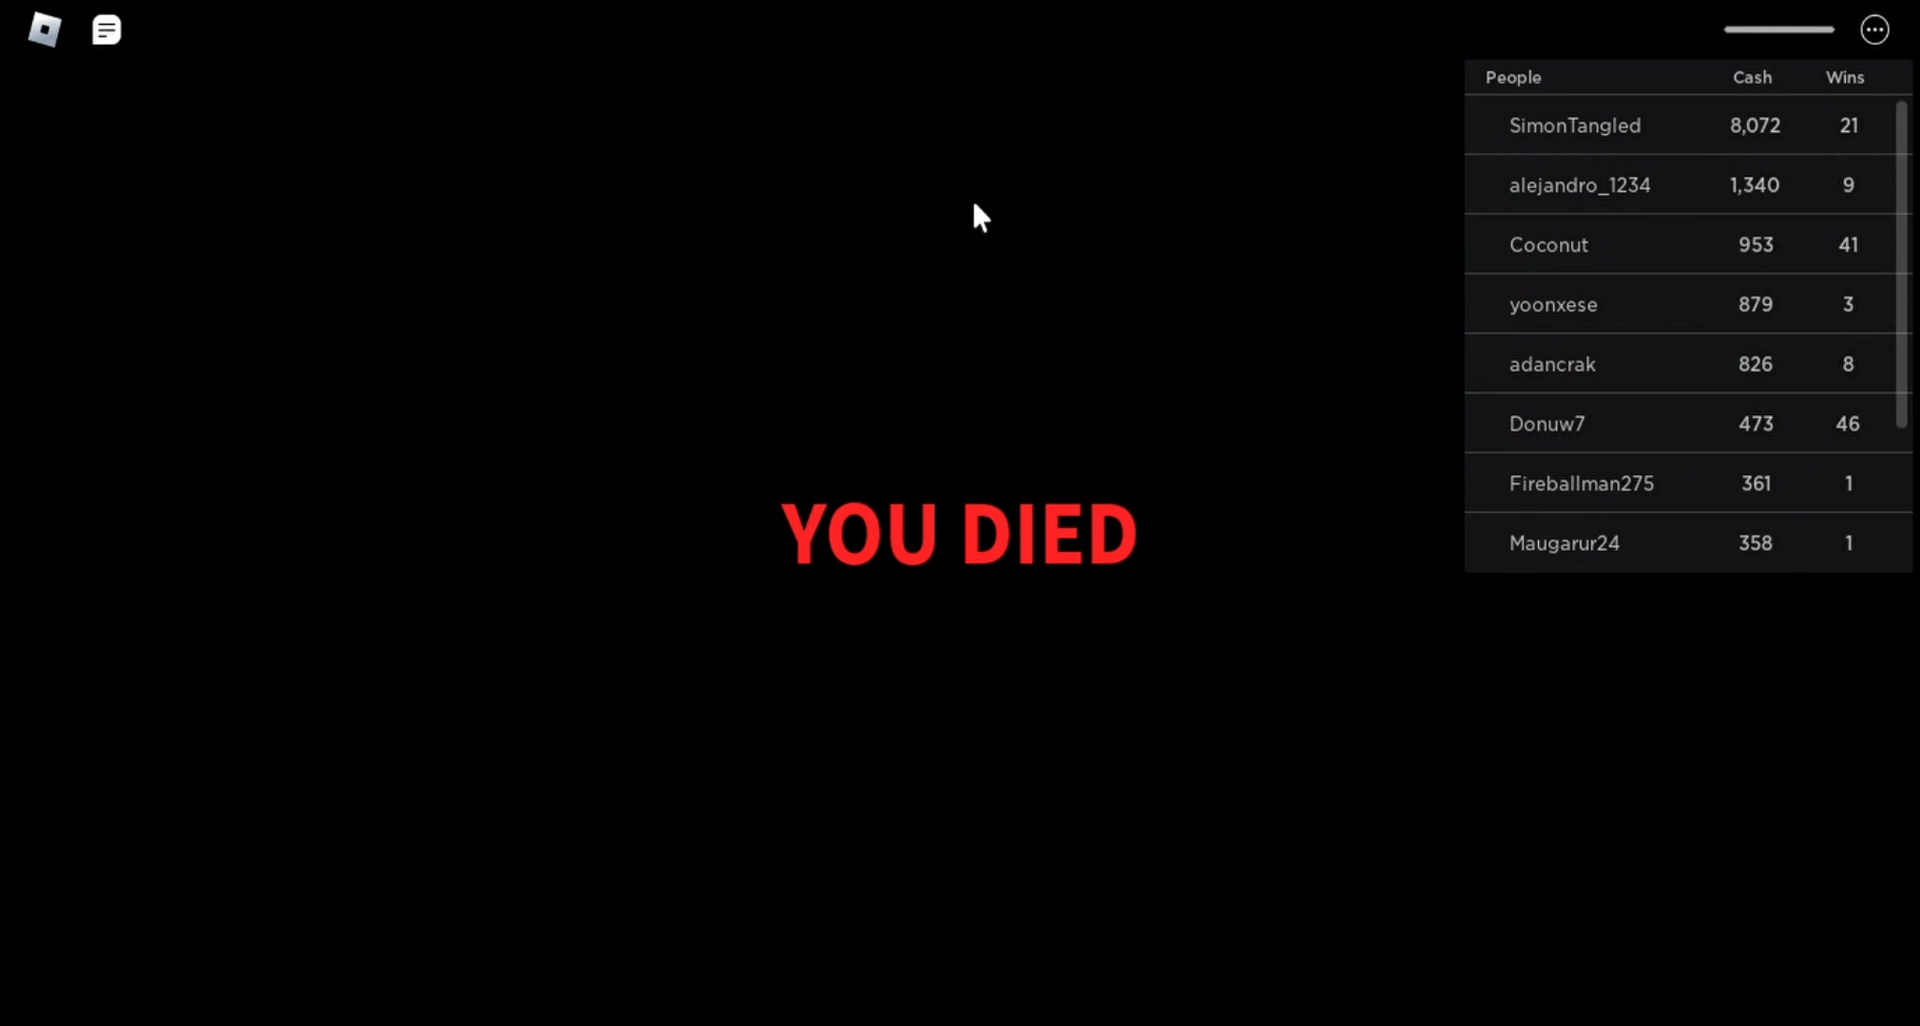 People Cash Wins
SimonTangled 8,072 21
alejandro_1234 1,340 9
Coconut 953 41
yoonxese 879 3
adancrak 826 8
Donuw7 473 46
Fireballman275 361 1
Maugarur24 358 1
YOU DIED